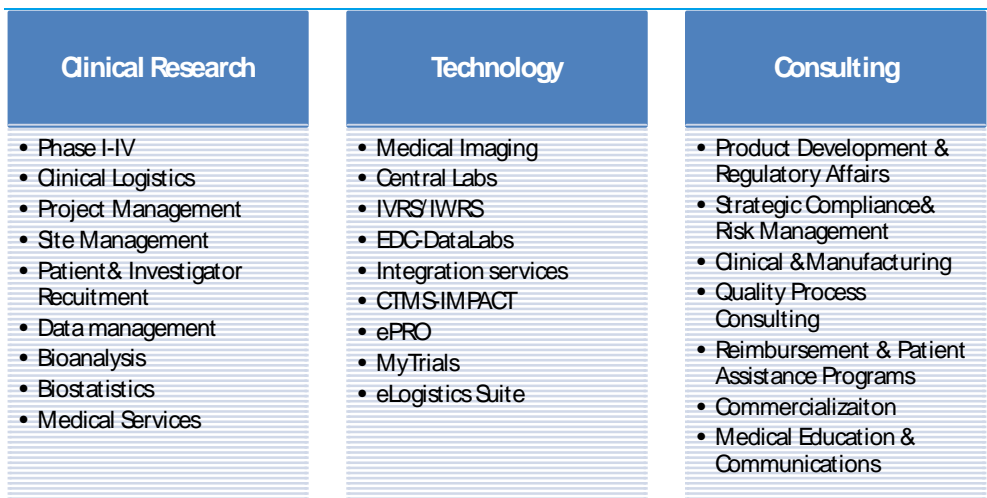 Clinical Research
• Phase I-IV
• Clinical Logistics
• Project Management
• Site Management
• Patient & Investigator
Recuitment
• Data management
• Bioanalysis
• Biostatistics
• Medical Services
Technology
• Medical Imaging
• Central Labs
• IVRS/IWRS
• EDC-DataLabs
• Integration services
• CTMS-IMPACT
• ePRO
• MyTrials
• eLogistics Suite
Consulting
• Product Development &
Regulatory Affairs
• Strategic Compliance&
Risk Management
• Clinical & Manufacturing
• Quality Process
Consulting
• Reimbursement & Patient
Assistance Programs
• Commercializaiton
• Medical Education &
Communications